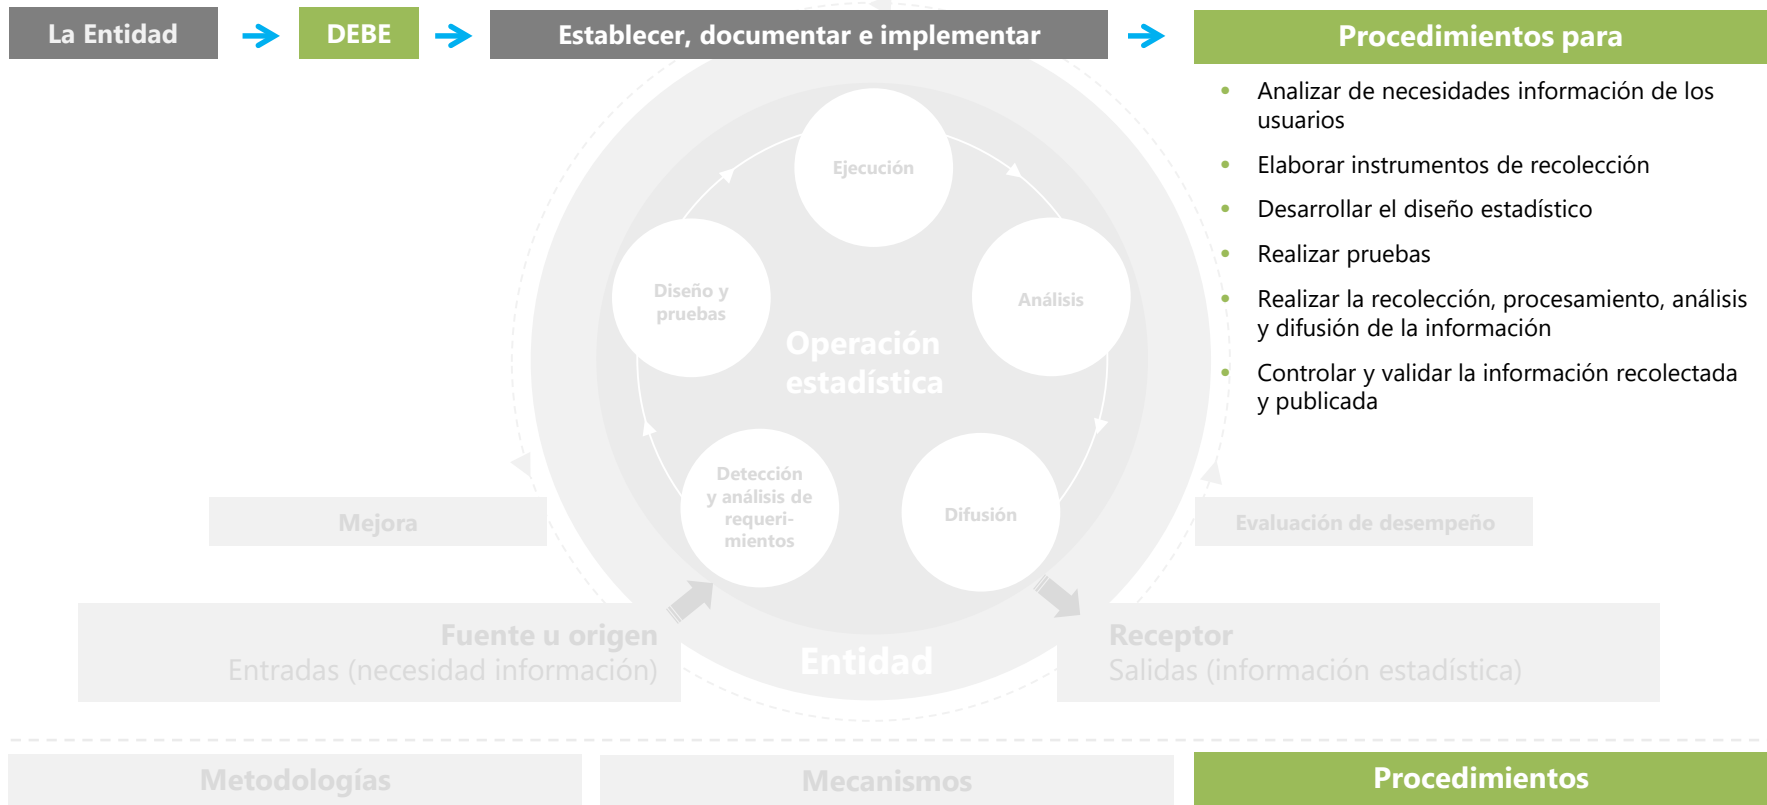 La Entidad
DEBE
Establecer, documentar e implementar
Procedimientos para
• Analizar de necesidades información de los
usuarios
• Elaborar instrumentos de recolección
• Desarrollar el diseño estadístico
• Realizar pruebas
• Realizar la recolección, procesamiento, análisis
y difusión de la información
• Controlar y validar la información recolectada
y publicada
Ejecución
Diseño y
pruebas
Análisis
Operación
estadística
Detección
y análisis de
requeri-
mientos
Difusión
Mejora
Evaluación de desempeño
Fuente u origen
Entradas (necesidad información)
Entidad
Receptor
Salidas (información estadística)
Metodologías
Mecanismos
Procedimientos